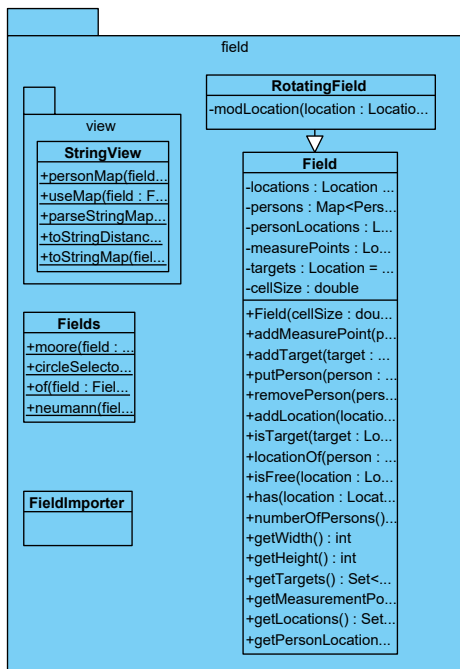 field
view
StringView
+personMap(field...
+useMap(field : F...
+parseStringMap...
+toStringDistanc...
+toStringMap(fiel...
Fields
+moore(field : ...
+circleSelecto...
+of(field : Fiel...
+neumann(fiel...
FieldImporter
RotatingField
-modLocation(location : Locatio...
Field
-locations : Location ...
-persons : Map<Pers...
-personLocations : L...
-measurePoints : Lo...
-targets : Location = ...
-cellSize : double
+Field(cellSize : dou...
+addMeasurePoint(p...
+addTarget(target : ...
+putPerson(person : ...
+removePerson(pers...
+addLocation(locatio...
+isTarget(target : Lo...
+locationOf(person : ...
+isFree(location : Lo...
+has(location : Locat...
+numberOfPersons()...
+getWidth() : int
+getHeight() : int
+getTargets() : Set<...
+getMeasurementPo...
+getLocations() : Set...
+getPersonLocation...